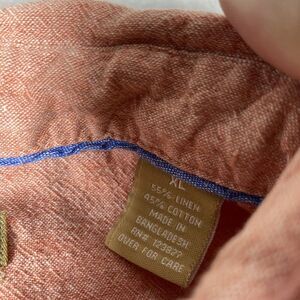 XL
55% LINEN
45% COTTON
MADE IN
BANGLADESH
RN# 123827
OVER FOR CARE